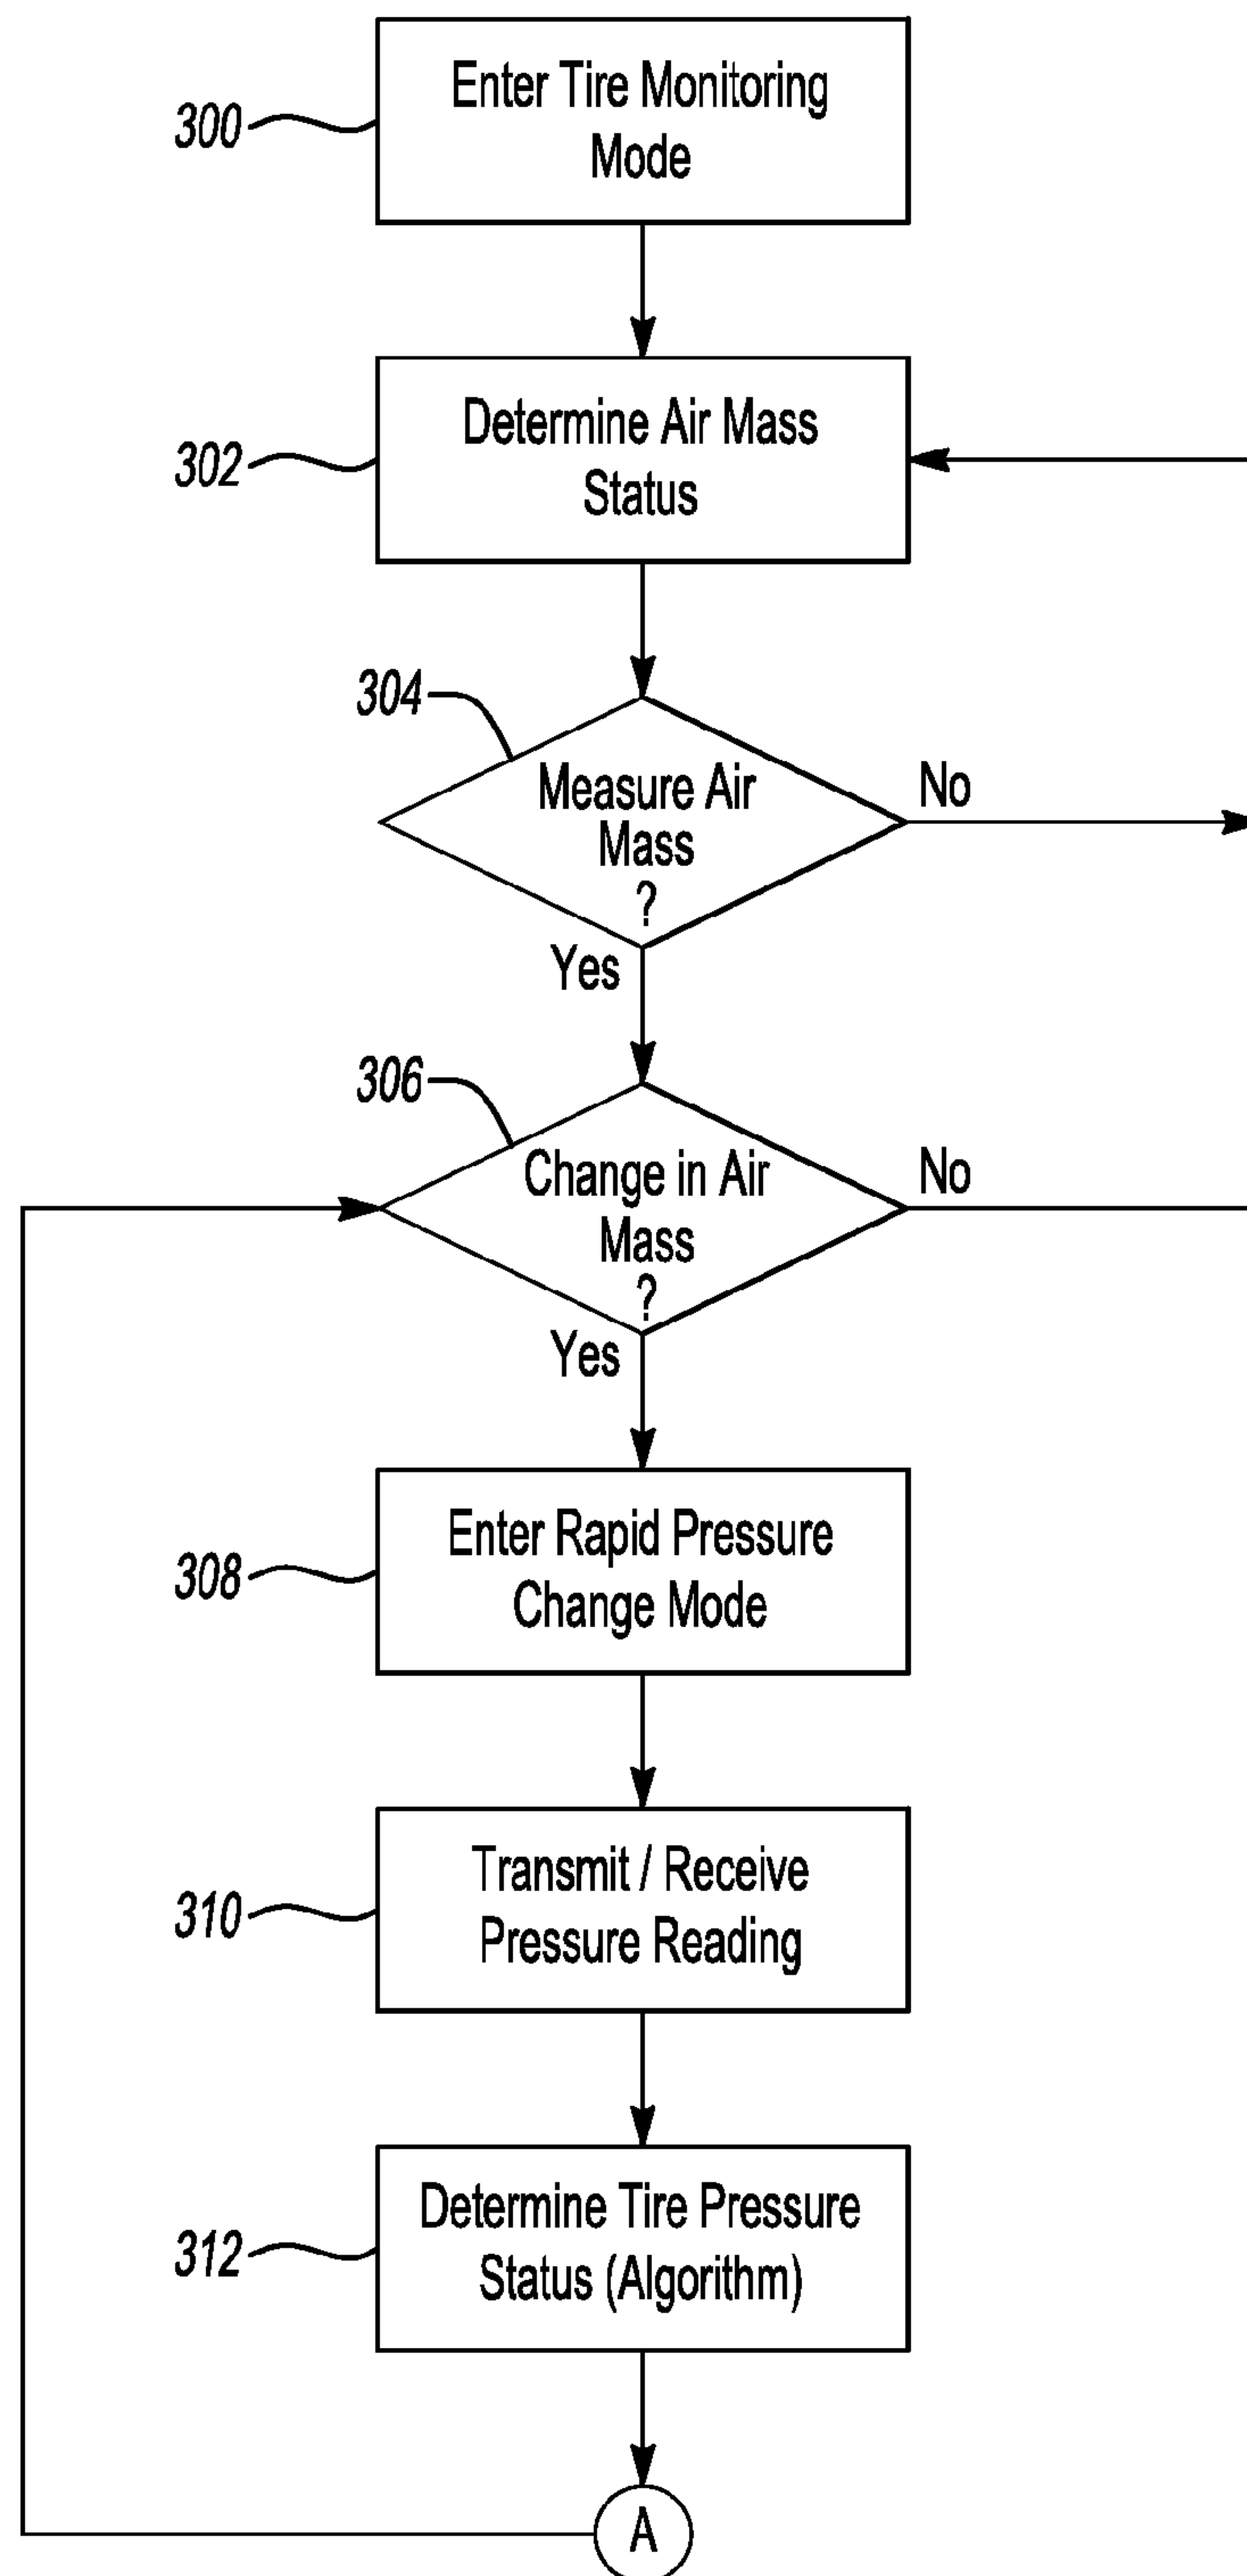 300
Enter Tire Monitoring
Mode
302
Determine Air Mass
Status
304
Measure Air
Mass
?
No
Yes
306
Change in Air
Mass
?
No
Yes
308
Enter Rapid Pressure
Change Mode
310
Transmit / Receive
Pressure Reading
312
Determine Tire Pressure
Status (Algorithm)
A